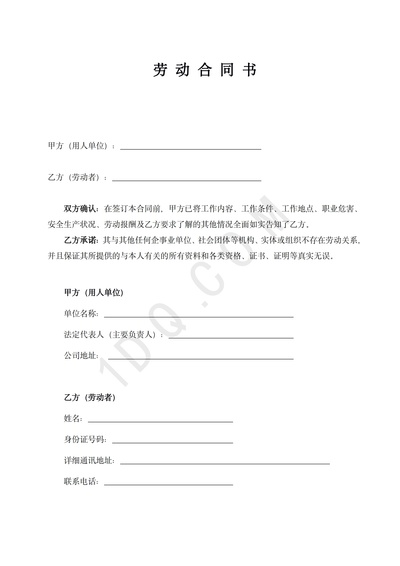 劳动合同书
甲方（用人单位）：
乙方（劳动者）：
双方确认：在签订本合同前，甲方已将工作内容、工作条件、工作地点、职业危害、
安全生产状况、劳动报酬及乙方要求了解的其他情况全面如实告知了乙方。
乙方承诺：其与其他任何企事业单位、社会团体等机构、实体或组织不存在劳动关系，
并且保证其所提供的与本人有关的所有资料和各类资格、证书、证明等真实无误。
甲方（用人单位）
单位名称：
法定代表人（主要负责人）：
公司地址：
乙方（劳动者）
姓名：
身份证号码：
详细通讯地址：
联系电话：
1DQ.COM